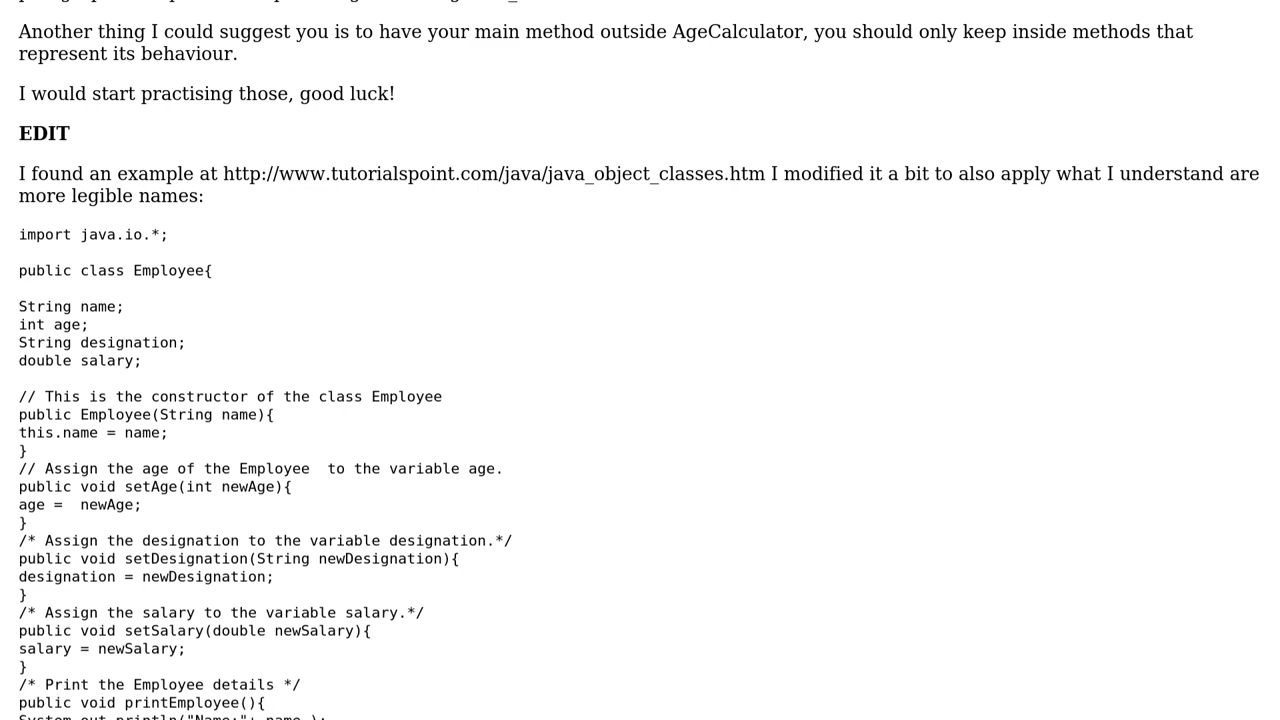 Another thing I could suggest you is to have your main method outside AgeCalculator, you should only keep inside methods that
represent its behaviour.
I would start practising those, good luck!
EDIT
I found an example at http://www.tutorialspoint.com/java/java_object_classes.htm I modified it a bit to also apply what I understand are
more legible names:
import java.io.*;
public class Employee{
String name;
int age;
String designation;
double salary;
// This is the constructor of the class Employee
public Employee(String name){
this.name = name;
}
// Assign the age of the Employee  to the variable age.
public void setAge(int newAge){
age =  newAge;
}
/* Assign the designation to the variable designation.*/
public void setDesignation(String newDesignation){
designation = newDesignation;
}
/* Assign the salary to the variable salary.*/
public void setSalary(double newSalary){
salary = newSalary;
}
/* Print the Employee details */
public void printEmployee(){
System.out.println("Name:"+ name );